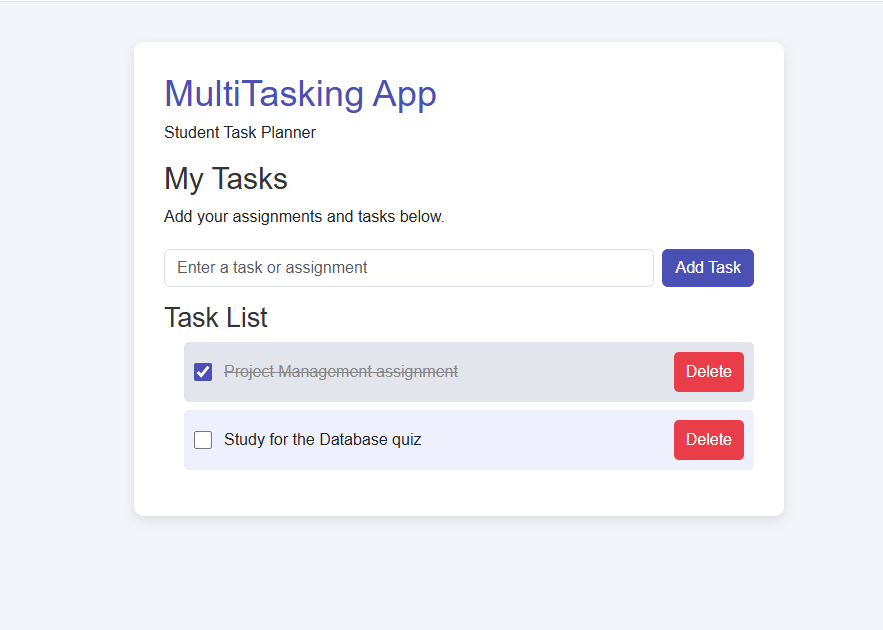 MultiTasking App
Student Task Planner
My Tasks
Add your assignments and tasks below.
Enter a task or assignment
Add Task
Task List
Project Management assignment
Delete
Study for the Database quiz
Delete